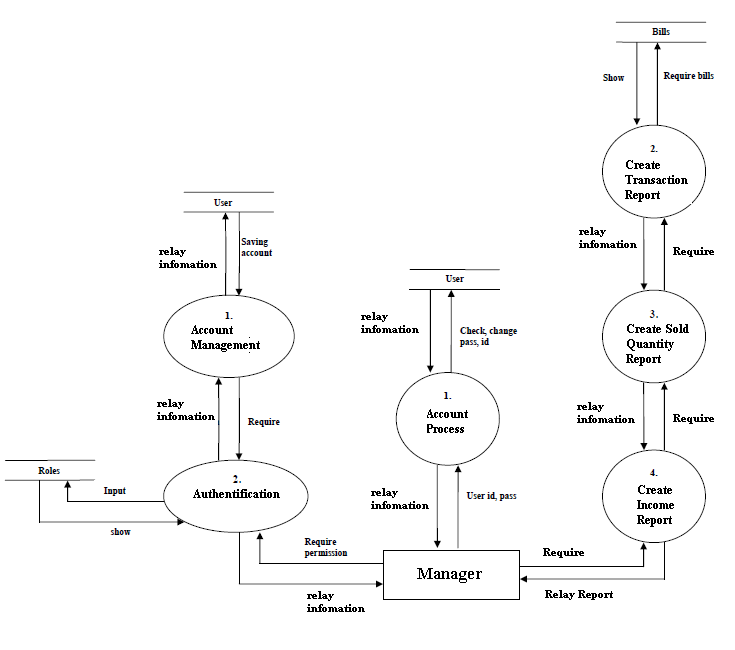 Bills
Show
Require bills
2.
Create
Transaction
Report
relay
infomation
Require
3.
Create Sold
Quantity
Report
relay
infomation
Require
4.
Create
Income
Report
Require
Relay Report
User
relay
infomation
Saving
account
1.
Account
Management
relay
infomation
Require
2.
Authentification
Roles
Input
show
Require
permission
relay
infomation
User
relay
infomation
Check, change
pass, id
1.
Account
Process
relay
infomation
User id, pass
Manager